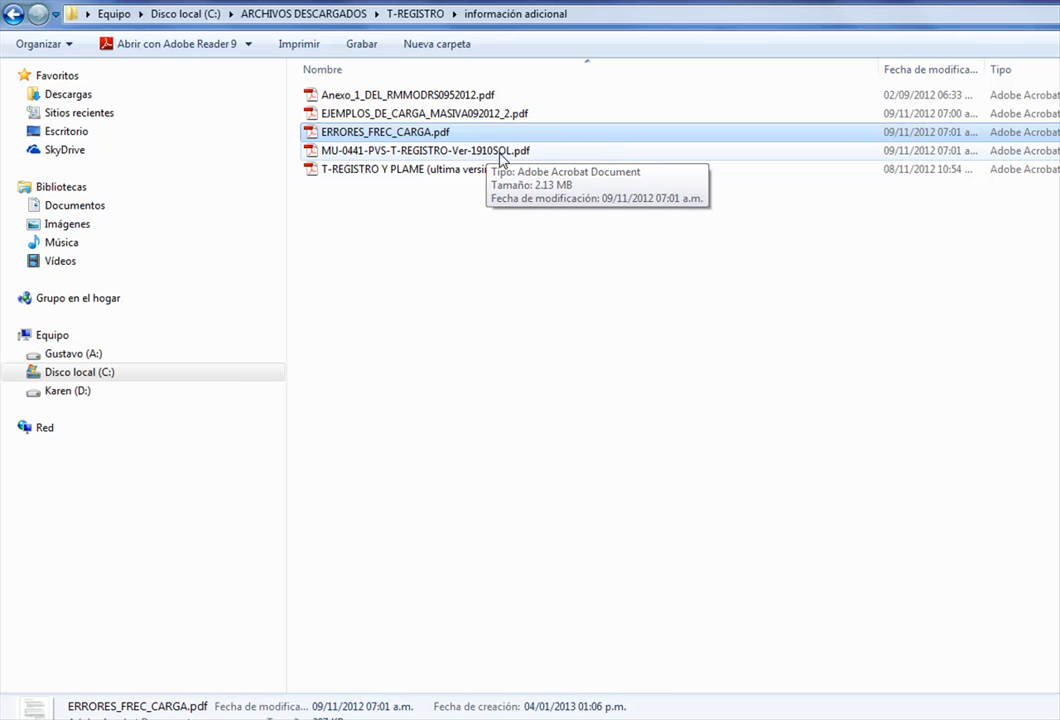 Equipo ▸ Disco local (C:) ▸ ARCHIVOS DESCARGADOS ▸ T-REGISTRO ▸ información adicional
Organizar Abrir con Adobe Reader 9 Imprimir Grabar Nueva carpeta
Favoritos
Descargas
Sitios recientes
Escritorio
SkyDrive
Bibliotecas
Documentos
Imágenes
Música
Vídeos
Grupo en el hogar
Equipo
Gustavo (A:)
Disco local (C:)
Karen (D:)
Red
Nombre Fecha de modifica... Tipo
Anexo_1_DEL_RMMODRS0952012.pdf 02/09/2012 06:33 ... Adobe Acrobat
EJEMPLOS_DE_CARGA_MASIVA092012_2.pdf 09/11/2012 07:00 ... Adobe Acrobat
ERRORES_FREC_CARGA.pdf 09/11/2012 07:01 a... Adobe Acrobat
MU-0441-PVS-T-REGISTRO-Ver-1910SOL.pdf 09/11/2012 07:01 a... Adobe Acrobat
T-REGISTRO Y PLAME (ultima versi 08/11/2012 10:54 ... Adobe Acrobat
Tipo: Adobe Acrobat Document
Tamaño: 2.13 MB
Fecha de modificación: 09/11/2012 07:01 a.m.
ERRORES_FREC_CARGA.pdf Fecha de modifica... 09/11/2012 07:01 a.m. Fecha de creación: 04/01/2013 01:06 p.m.